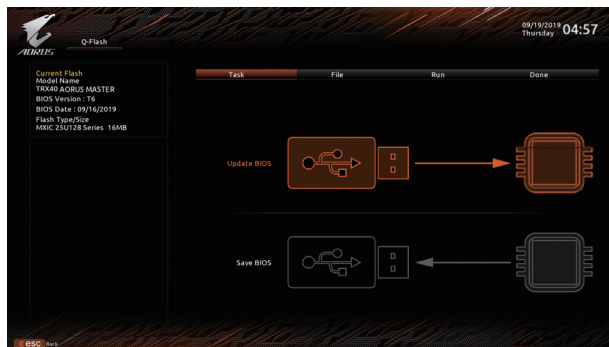 AORUS
Q-Flash
09/19/2019
Thursday 04:57
Current Flash
Model Name
TRX40 AORUS MASTER
BIOS Version : T6
BIOS Date : 09/16/2019
Flash Type/Size
MXIC 25U128 Series 16MB
Task File Run Done
Update BIOS
Save BIOS
esc Back